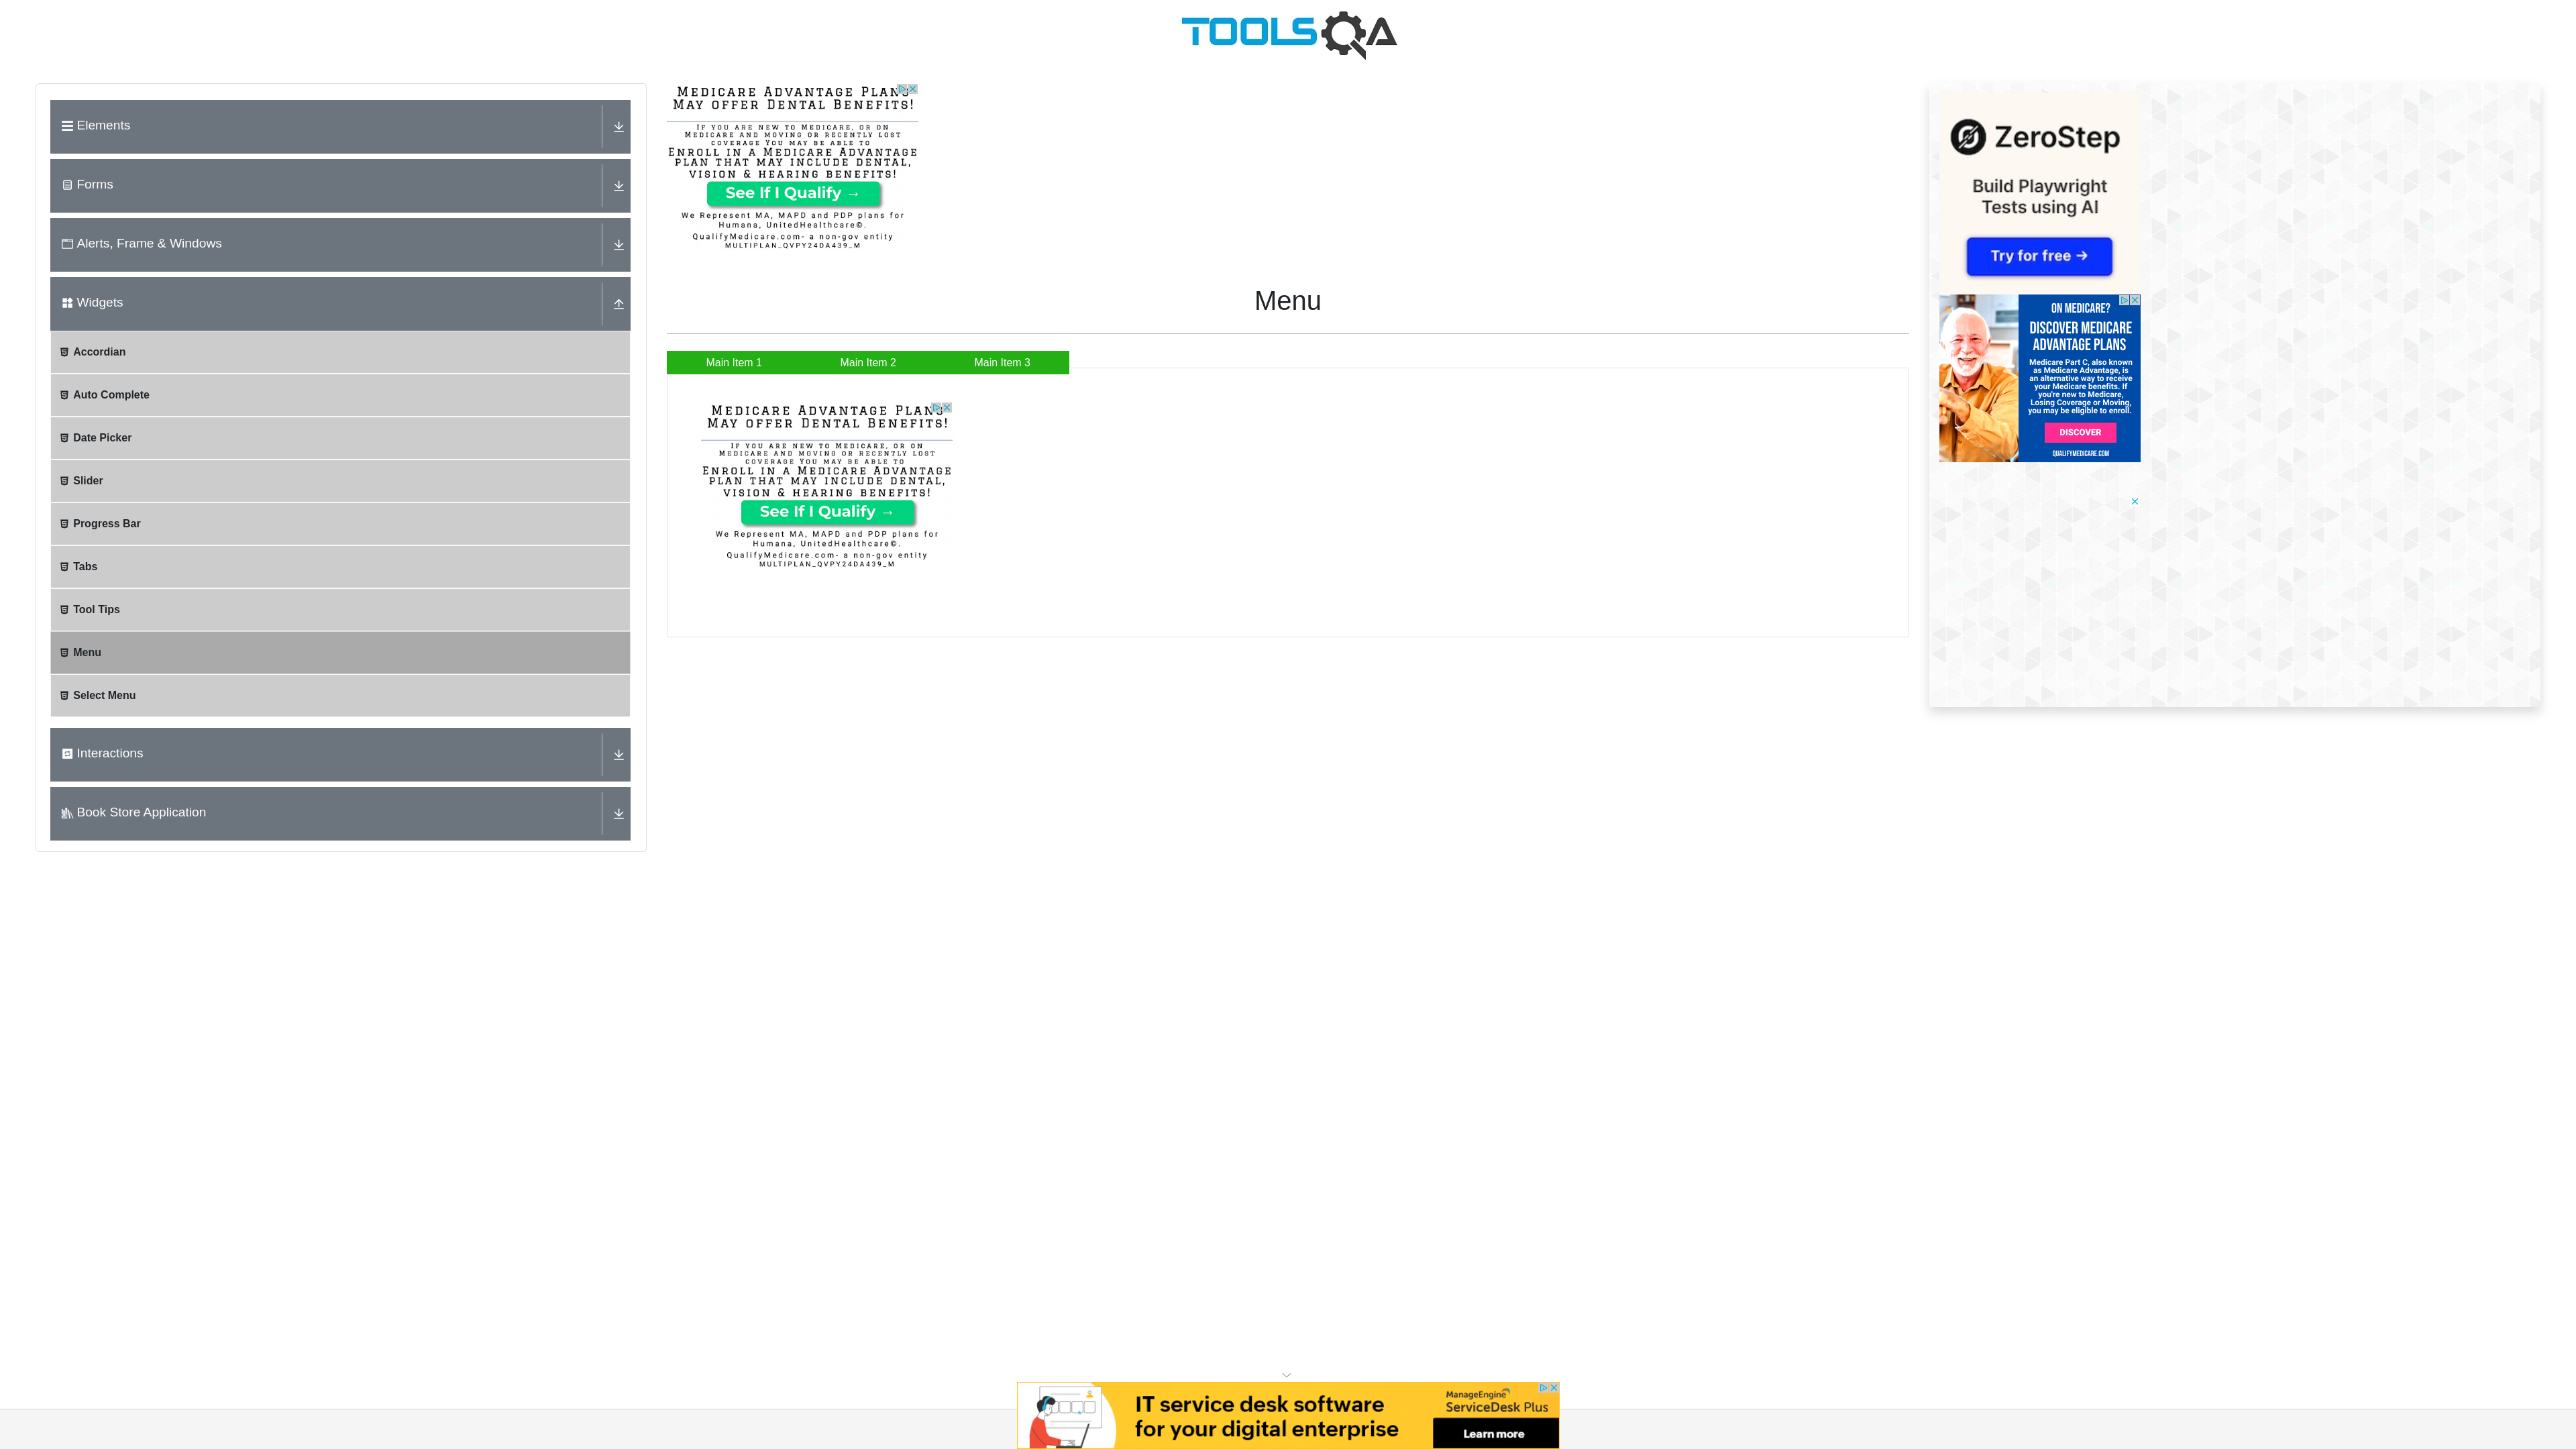 TOOLSQA
Elements
Forms
Alerts, Frame & Windows
Widgets
Accordian
Auto Complete
Date Picker
Slider
Progress Bar
Tabs
Tool Tips
Menu
Select Menu
Interactions
Book Store Application
Medicare Advantage Plans
May offer Dental Benefits!
If you are new to Medicare, or on
Medicare and moving or recently lost
coverage You may be able to
Enroll in a Medicare Advantage
plan that may include dental,
vision & hearing benefits!
See If I Qualify →
We Represent MA, MAPD and PDP plans for
Humana, UnitedHealthcare©.
QualifyMedicare.com- a non-gov entity
MULTIPLAN_QVPY24DA439_M
Menu
Main Item 1
Main Item 2
Main Item 3
Medicare Advantage Plans
May offer Dental Benefits!
If you are new to Medicare, or on
Medicare and moving or recently lost
coverage You may be able to
Enroll in a Medicare Advantage
plan that may include dental,
vision & hearing benefits!
See If I Qualify →
We Represent MA, MAPD and PDP plans for
Humana, UnitedHealthcare©.
QualifyMedicare.com- a non-gov entity
MULTIPLAN_QVPY24DA439_M
ZeroStep
Build Playwright
Tests using AI
Try for free →
ON MEDICARE?
DISCOVER MEDICARE
ADVANTAGE PLANS
Medicare Part C, also known
as Medicare Advantage, is
an alternative way to receive
your Medicare benefits. If
you're new to Medicare,
Losing Coverage or Moving,
you may be eligible to enroll.
DISCOVER
QUALIFYMEDICARE.COM
IT service desk software
for your digital enterprise
ManageEngine
ServiceDesk Plus
Learn more